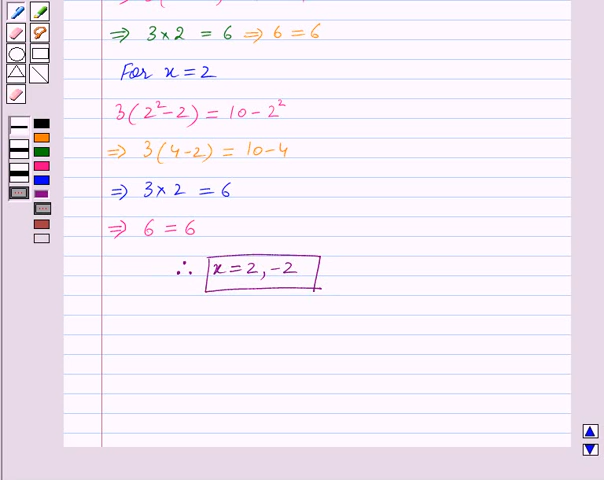 ⇒ 3×2 = 6 ⇒ 6 = 6
For x = 2
3(2²-2) = 10-2²
⇒ 3(4-2) = 10-4
⇒ 3×2 = 6
⇒ 6 = 6
∴ x = 2, -2